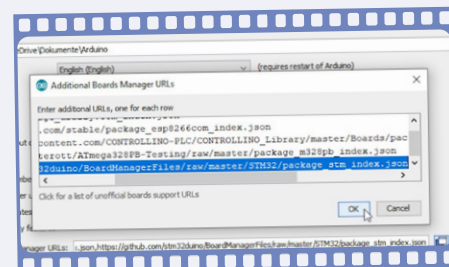 eDrive\Dokumente\Arduino
English (English) (requires restart of Arduino)
Additional Boards Manager URLs
Enter additional URLs, one for each row
.com/stable/package_esp8266com_index.json
content.com/CONTROLLINO-PLC/CONTROLLINO_Library/master/Boards/pac
terott/ATmega328PB-Testing/raw/master/package_m328pb_index.json
32duino/BoardManagerFiles/raw/master/STM32/package_stm_index.json
Click for a list of unofficial boards support URLs
OK Cancel
anager URLs: i.json,https://github.com/stm32duino/BoardManagerFiles/raw/master/STM32/package_stm_index.json